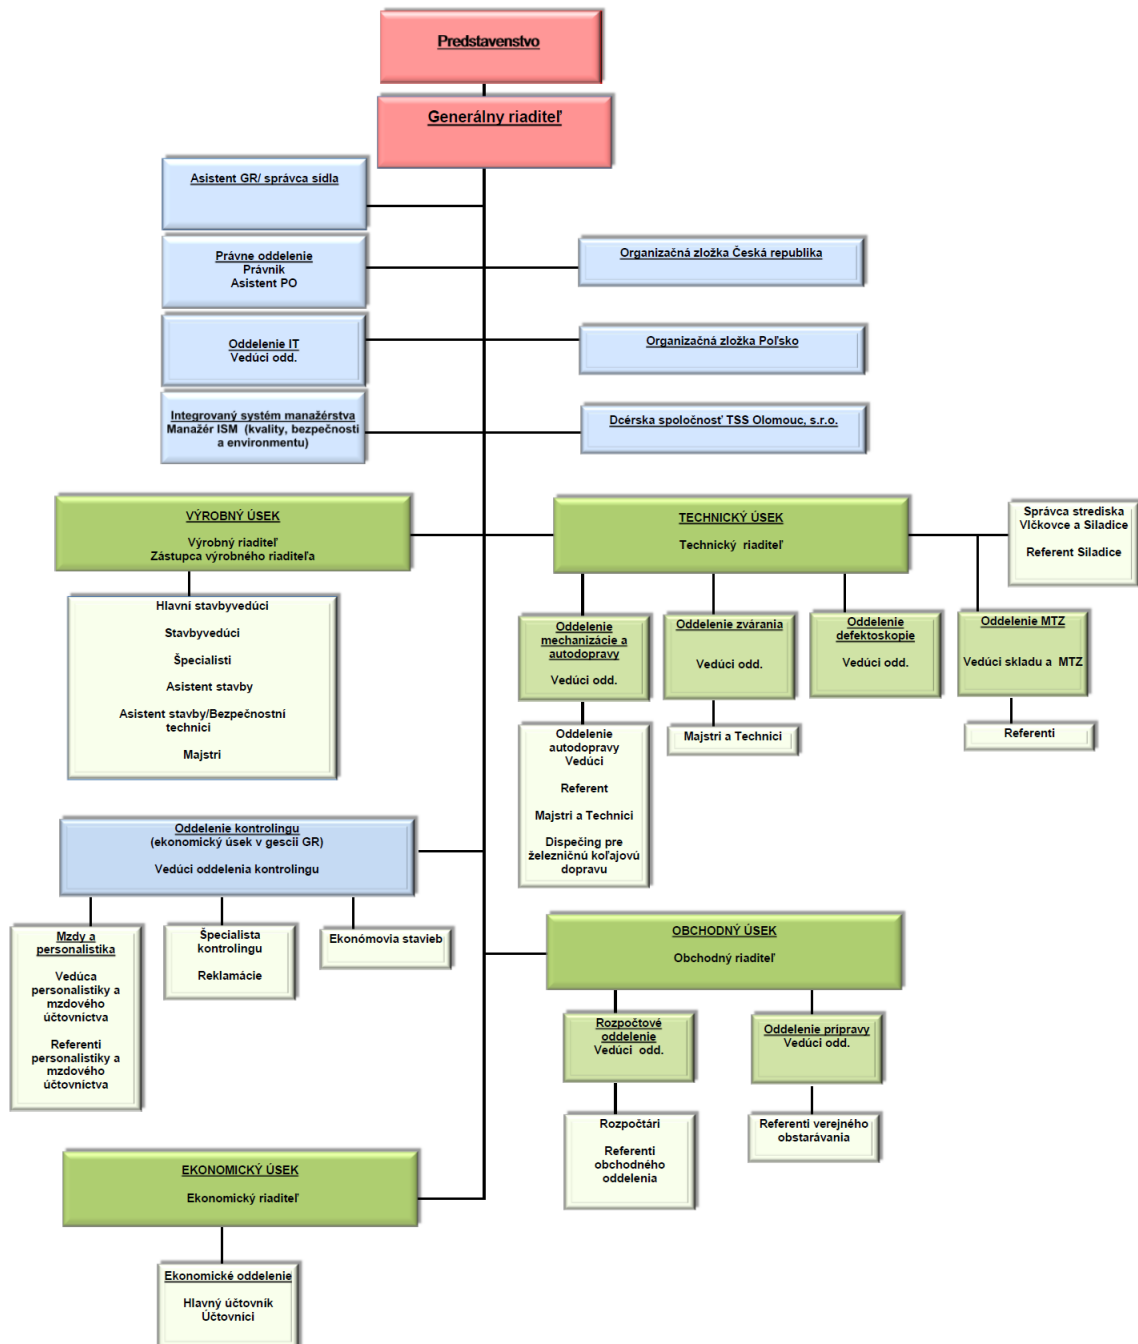 Predstavenstvo
Generálny riaditeľ
Asistent GR/ správca sídla
Právne oddelenie
Právnik
Asistent PO
Organizačná zložka Česká republika
Oddelenie IT
Vedúci odd.
Organizačná zložka Poľsko
Integrovaný systém manažérstva
Manažér ISM  (kvality, bezpečnosti
a environmentu)
Dcérska spoločnosť TSS Olomouc, s.r.o.
VÝROBNÝ ÚSEK
Výrobný riaditeľ
Zástupca výrobného riaditeľa
TECHNICKÝ ÚSEK
Technický  riaditeľ
Správca strediska
Vlčkovce a Siladice
Referent Siladice
Hlavní stavbyvedúci
Stavbyvedúci
Špecialisti
Asistent stavby
Asistent stavby/Bezpečnostní
technici
Majstri
Oddelenie
mechanizácie a
autodopravy
Vedúci odd.
Oddelenie zvárania
Vedúci odd.
Oddelenie
defektoskopie
Vedúci odd.
Oddelenie MTZ
Vedúci skladu a  MTZ
Oddelenie
autodopravy
Vedúci
Referent
Majstri a Technici
Dispečing pre
železničnú koľajovú
dopravu
Majstri a Technici
Referenti
Oddelenie kontrolingu
(ekonomický úsek v gescii GR)
Vedúci oddelenia kontrolingu
Mzdy a
personalistika
Vedúca
personalistiky a
mzdového
účtovníctva
Referenti
personalistiky a
mzdového
účtovníctva
Špecialista
kontrolingu
Reklamácie
Ekonómovia stavieb
OBCHODNÝ ÚSEK
Obchodný riaditeľ
Rozpočtové
oddelenie
Vedúci  odd.
Oddelenie prípravy
Vedúci odd.
Rozpočtári
Referenti
obchodného
oddelenia
Referenti verejného
obstarávania
EKONOMICKÝ ÚSEK
Ekonomický riaditeľ
Ekonomické oddelenie
Hlavný účtovník
Účtovníci